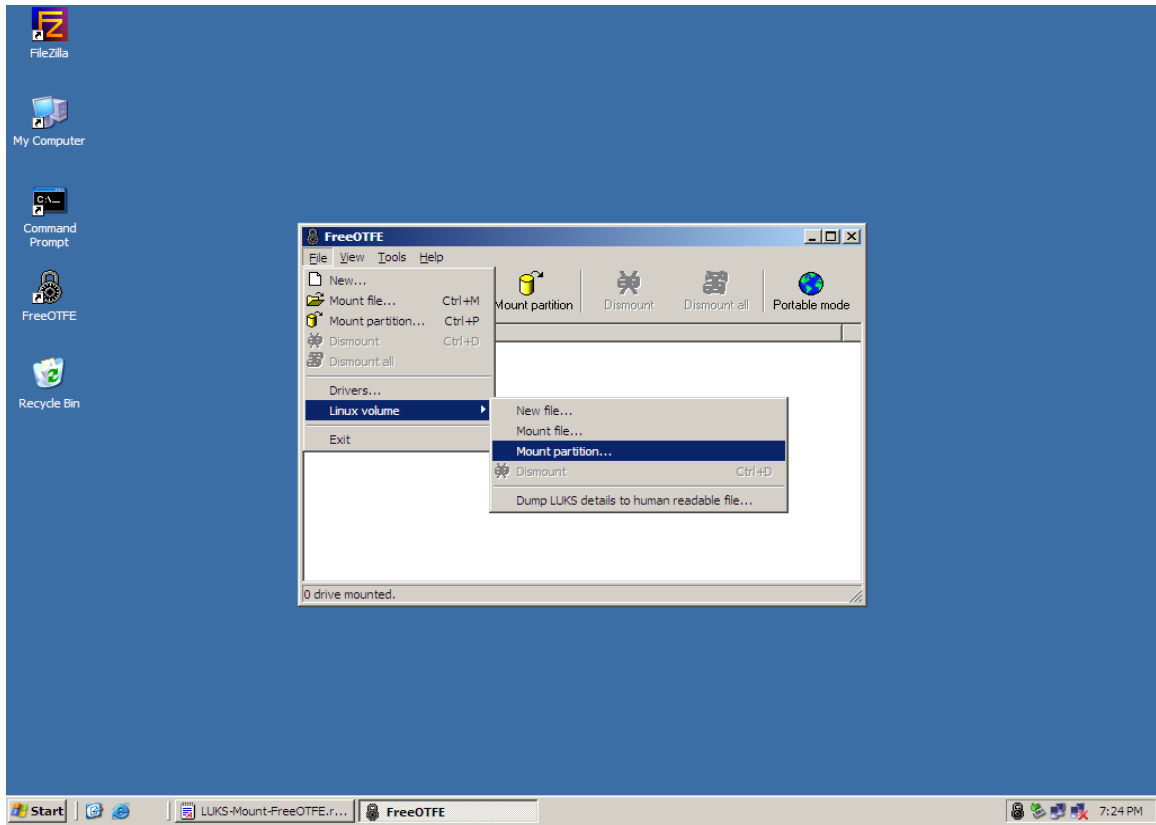 FileZilla
My Computer
C:\_
Command
Prompt
FreeOTFE
Recycle Bin
FreeOTFE
File View Tools Help
New...
Mount file... Ctrl+M
Mount partition... Ctrl+P
Dismount Ctrl+D
Dismount all
Drivers...
Linux volume
Exit
Mount partition Dismount Dismount all Portable mode
New file...
Mount file...
Mount partition...
Dismount Ctrl+D
Dump LUKS details to human readable file...
0 drive mounted.
Start LUKS-Mount-FreeOTFE.r... FreeOTFE 7:24 PM